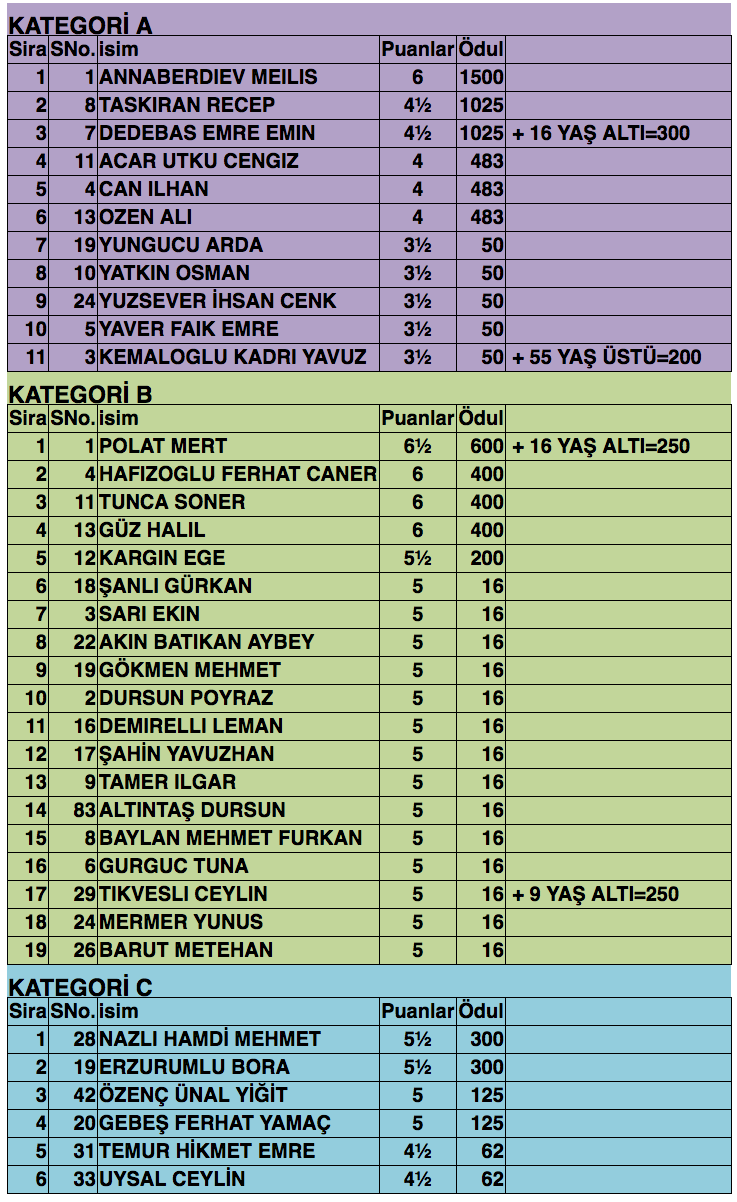 KATEGORİ A
Sira SNo. isim Puanlar Ödul
1 1 ANNABERDIEV MEILIS 6 1500
2 8 TASKIRAN RECEP 4½ 1025
3 7 DEDEBAS EMRE EMIN 4½ 1025 + 16 YAŞ ALTI=300
4 11 ACAR UTKU CENGIZ 4 483
5 4 CAN ILHAN 4 483
6 13 OZEN ALI 4 483
7 19 YUNGUCU ARDA 3½ 50
8 10 YATKIN OSMAN 3½ 50
9 24 YUZSEVER İHSAN CENK 3½ 50
10 5 YAVER FAIK EMRE 3½ 50
11 3 KEMALOGLU KADRI YAVUZ 3½ 50 + 55 YAŞ ÜSTÜ=200
KATEGORİ B
Sira SNo. isim Puanlar Ödul
1 1 POLAT MERT 6½ 600 + 16 YAŞ ALTI=250
2 4 HAFIZOGLU FERHAT CANER 6 400
3 11 TUNCA SONER 6 400
4 13 GÜZ HALIL 6 400
5 12 KARGIN EGE 5½ 200
6 18 ŞANLI GÜRKAN 5 16
7 3 SARI EKIN 5 16
8 22 AKIN BATIKAN AYBEY 5 16
9 19 GÖKMEN MEHMET 5 16
10 2 DURSUN POYRAZ 5 16
11 16 DEMIRELLI LEMAN 5 16
12 17 ŞAHİN YAVUZHAN 5 16
13 9 TAMER ILGAR 5 16
14 83 ALTINTAŞ DURSUN 5 16
15 8 BAYLAN MEHMET FURKAN 5 16
16 6 GURGUC TUNA 5 16
17 29 TIKVESLI CEYLIN 5 16 + 9 YAŞ ALTI=250
18 24 MERMER YUNUS 5 16
19 26 BARUT METEHAN 5 16
KATEGORİ C
Sira SNo. isim Puanlar Ödul
1 28 NAZLI HAMDİ MEHMET 5½ 300
2 19 ERZURUMLU BORA 5½ 300
3 42 ÖZENÇ ÜNAL YİĞİT 5 125
4 20 GEBEŞ FERHAT YAMAÇ 5 125
5 31 TEMUR HİKMET EMRE 4½ 62
6 33 UYSAL CEYLİN 4½ 62